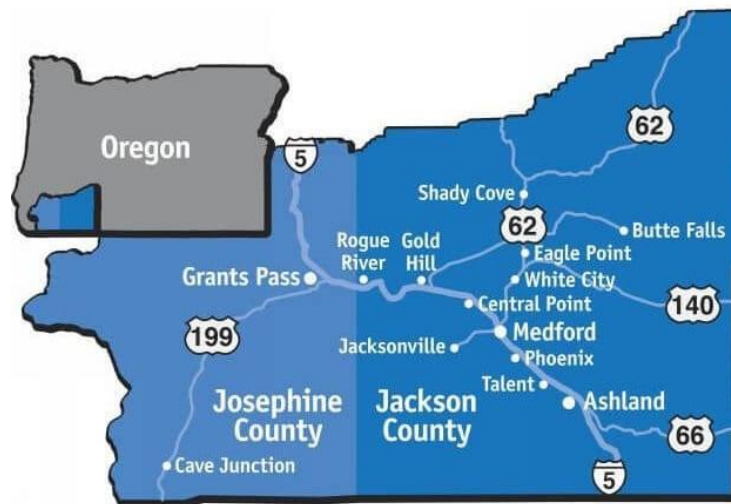 Oregon
5
62
Shady Cove
62
Butte Falls
Rogue
River
Gold
Hill
Eagle Point
Grants Pass
White City
Central Point
140
199
Medford
Jacksonville
Phoenix
Talent
Josephine
County
Jackson
County
Ashland
66
Cave Junction
5